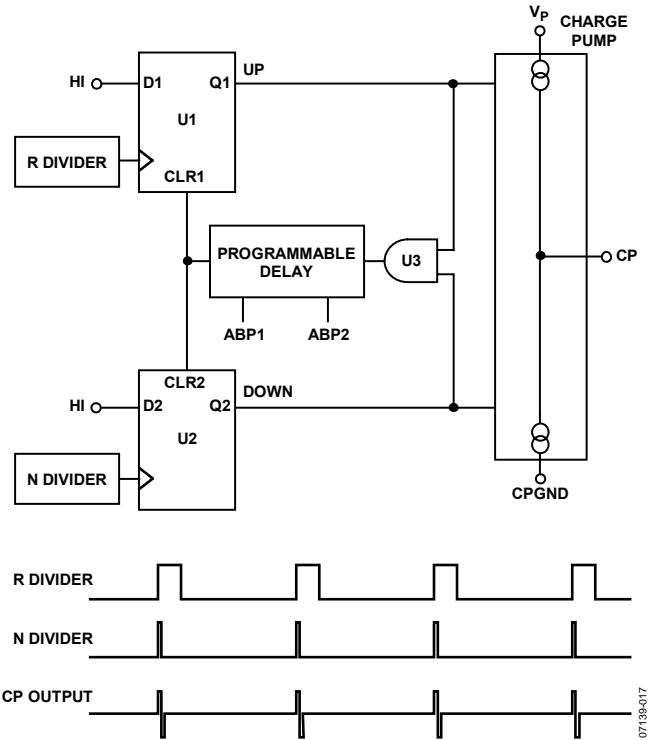 VP
CHARGE
PUMP
HI
D1
Q1
UP
U1
R DIVIDER
CLR1
PROGRAMMABLE
DELAY
U3
CP
ABP1
ABP2
CLR2
HI
D2
Q2
DOWN
U2
N DIVIDER
CPGND
R DIVIDER
N DIVIDER
CP OUTPUT
07139-017